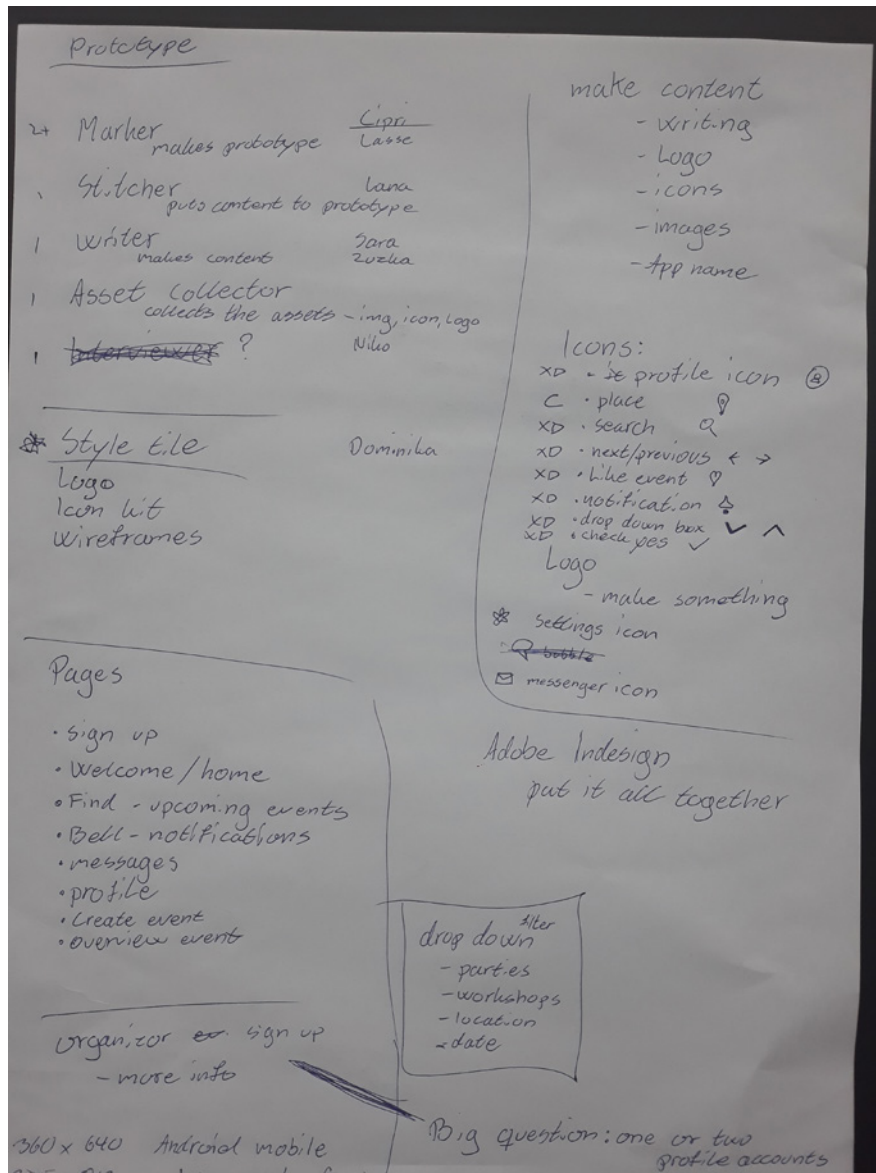 Prototype
2+ Marker Cipri
makes prototype Lasse
Stitcher Lana
puts content to prototype
1 writer Sara
makes content Zuzka
1 Asset collector
collects the assets - img, icon, logo
1 Interviewer ? Niko
Style tile Dominika
Logo
Icon kit
wireframes
Pages
• sign up
• Welcome / home
• Find - upcoming events
• Bell - notifications
• messages
• profile
• Create event
• overview event
organizor sign up
- more info
360 x 640 Android mobile
make content
- writing
- Logo
- icons
- images
- App name
Icons:
XD - profile icon
C • place
XD • search
XD • next/previous ← →
XD • Like event ♡
XD • notification
XD • drop down box ∨ ∧
XD • check yes ✓
Logo
- make something
settings icon
bubble
messenger icon
Adobe Indesign
put it all together
drop down filter
- parties
- workshops
- location
- date
Big question: one or two
profile accounts